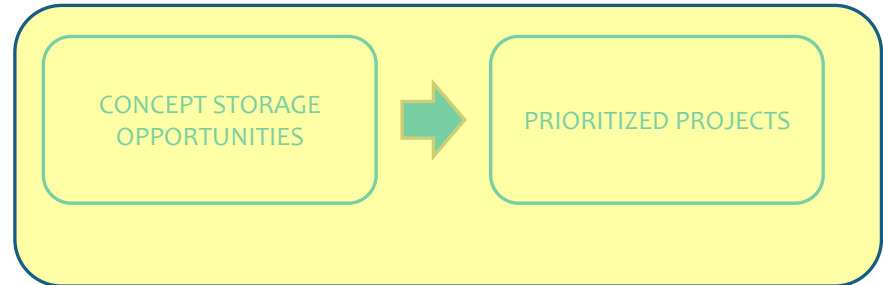 CONCEPT STORAGE
OPPORTUNITIES
PRIORITIZED PROJECTS